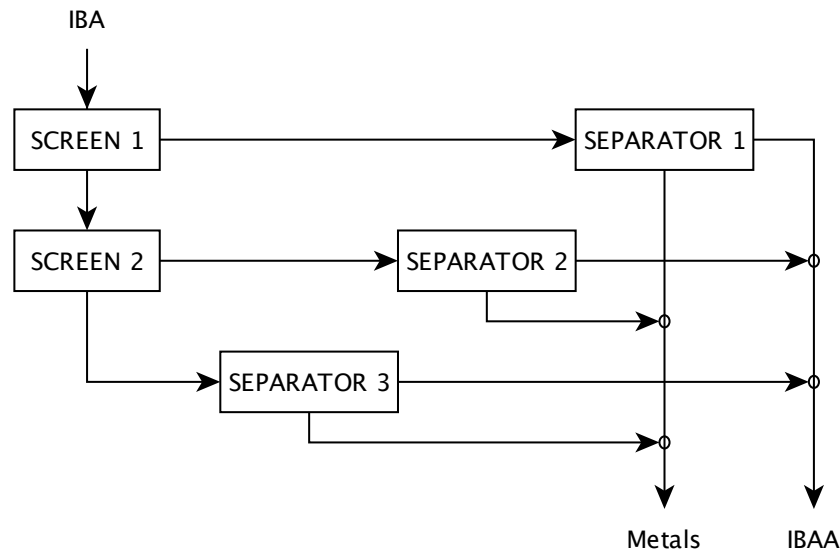 IBA
SCREEN 1
SEPARATOR 1
SCREEN 2
SEPARATOR 2
SEPARATOR 3
Metals
IBAA